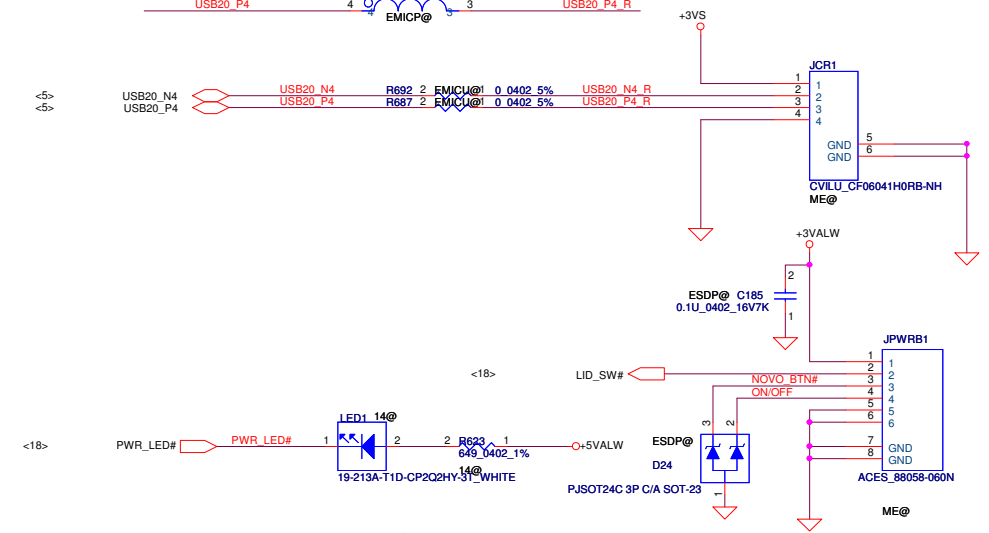 USB20_P4 4 3 USB20_P4_R
4 3
EMICP@
+3VS
JCR1
<5> USB20_N4 USB20_N4 R692 2 EMICU@ 1 0_0402_5% USB20_N4_R
<5> USB20_P4 USB20_P4 R687 2 EMICU@ 1 0_0402_5% USB20_P4_R
1 1
2 2
3 3
4 4
GND 5
GND 6
CVILU_CF06041H0RB-NH
ME@
+3VALW
2
ESDP@ C185
0.1U_0402_16V7K
1
JPWRB1
1 1
<18> LID_SW# 2 2
NOVO_BTN# 3 3
ON/OFF 4 4
5 5
6 6
7 GND
8 GND
ACES_88058-060N
ME@
3 2
ESDP@
D24
PJSOT24C 3P C/A SOT-23
1
LED1 14@
<18> PWR_LED# PWR_LED# 1 2 2 R623 1 +5VALW
649_0402_1%
14@
19-213A-T1D-CP2Q2HY-3T_WHITE